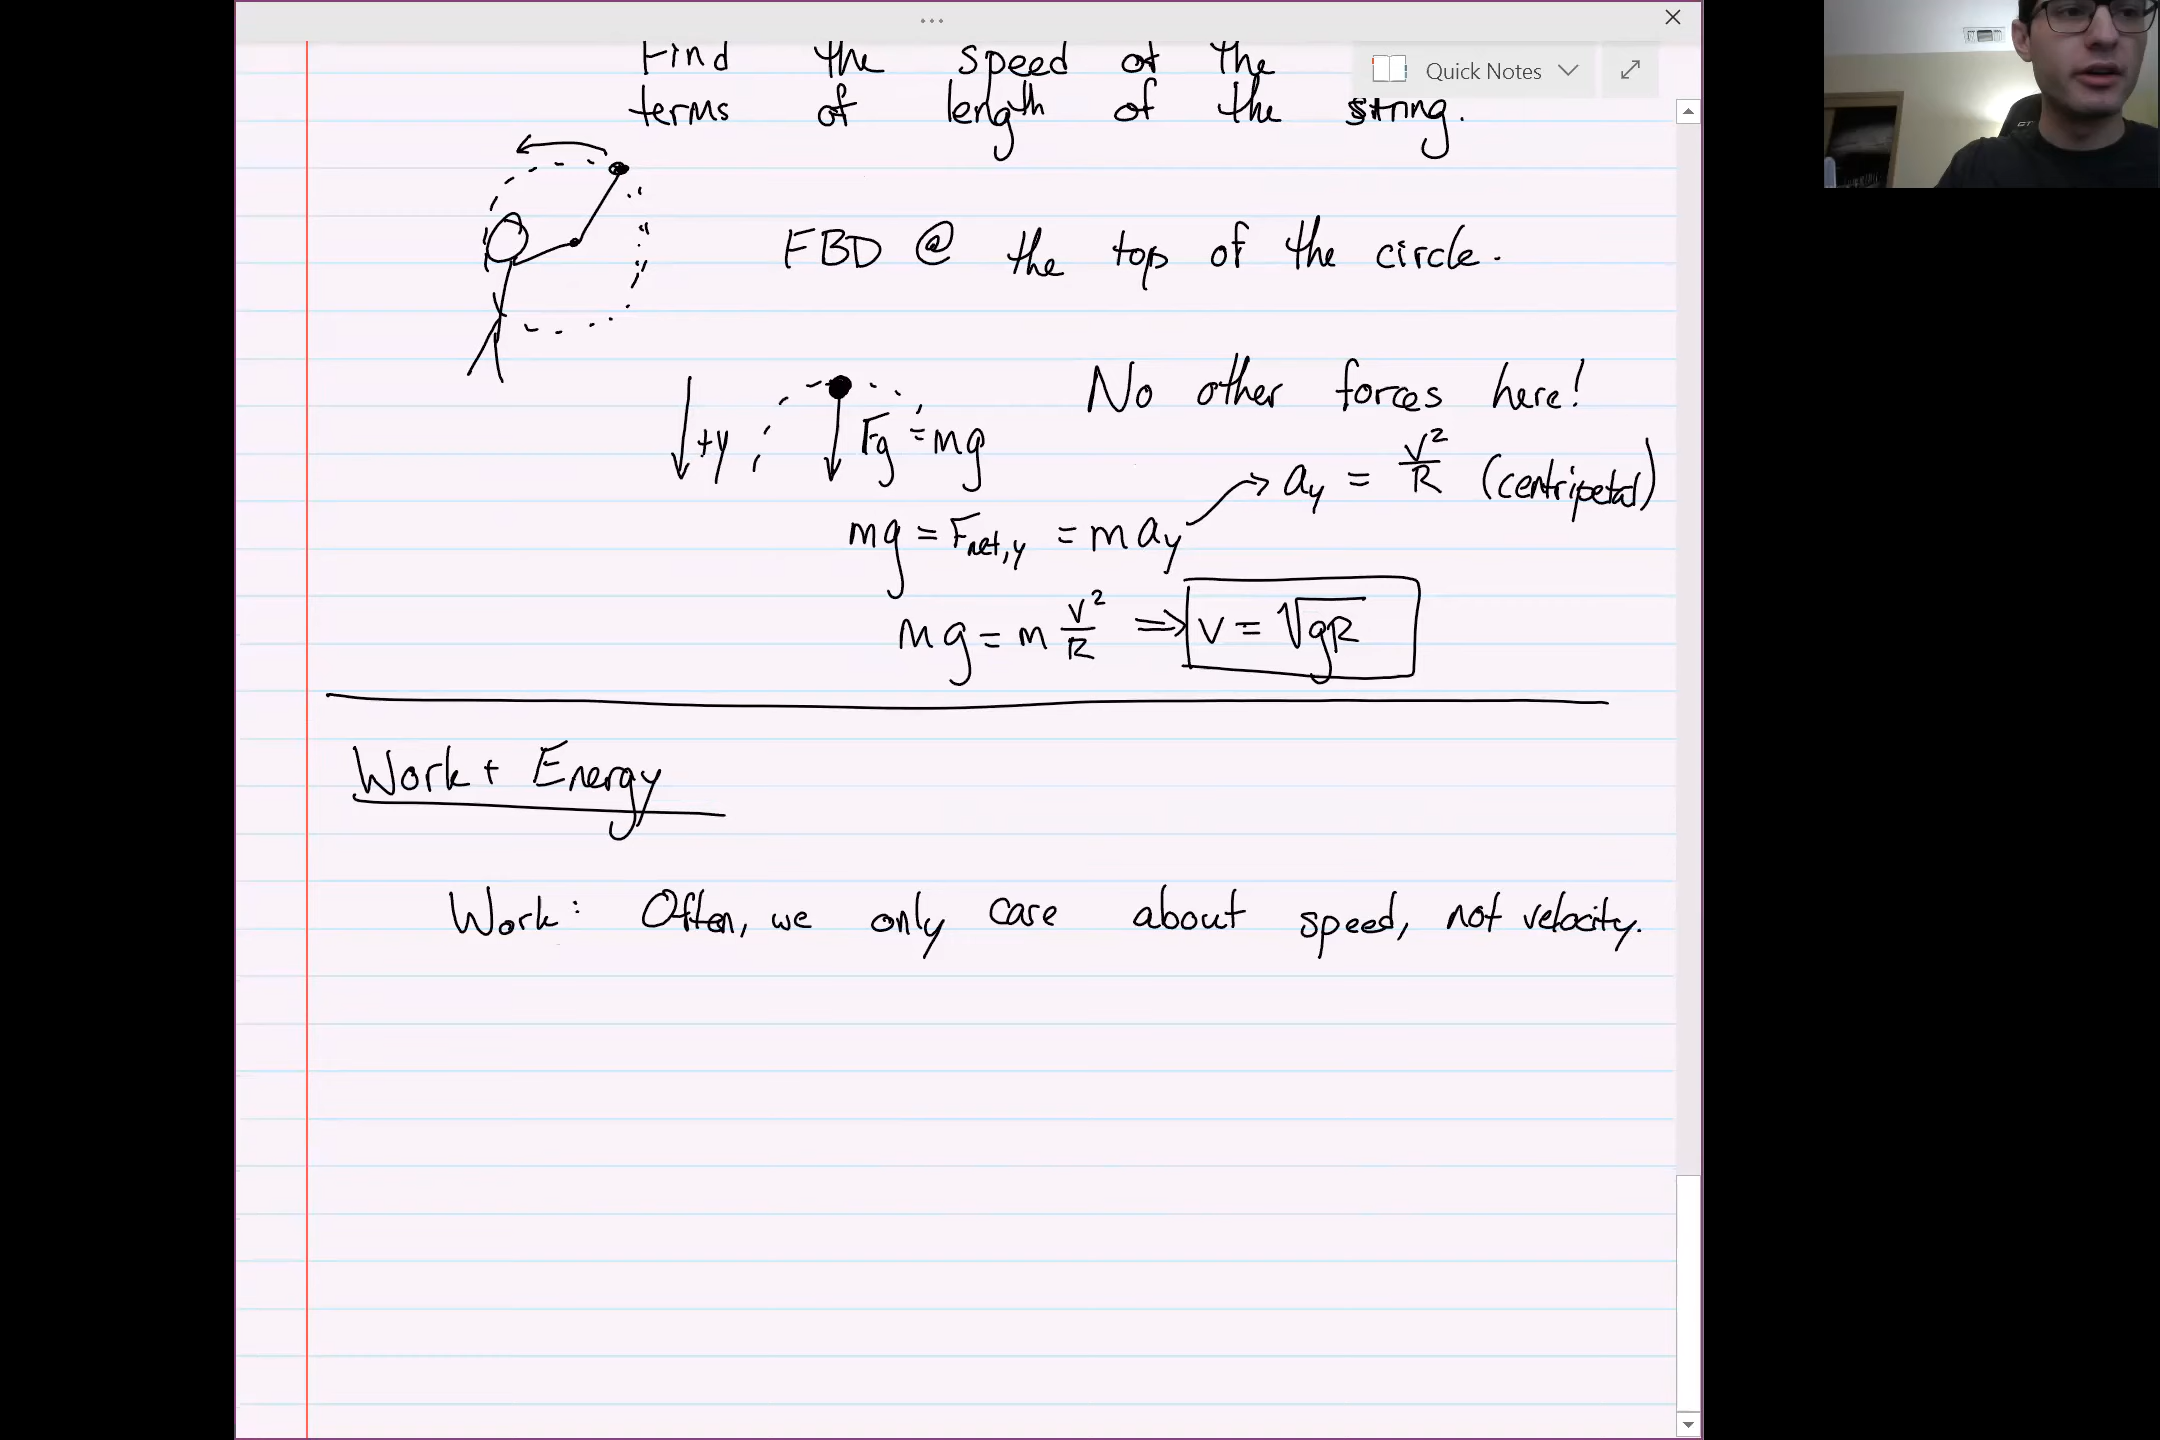 Find the speed of the
Quick Notes
terms of length of the string.
FBD @ the top of the circle.
No other forces here!
+y
Fg = mg
ay = v²/R (centripetal)
mg = Fnet,y = m ay
mg = m v²/R ⇒ v = √gR
Work + Energy
Work: Often, we only care about speed, not velocity.